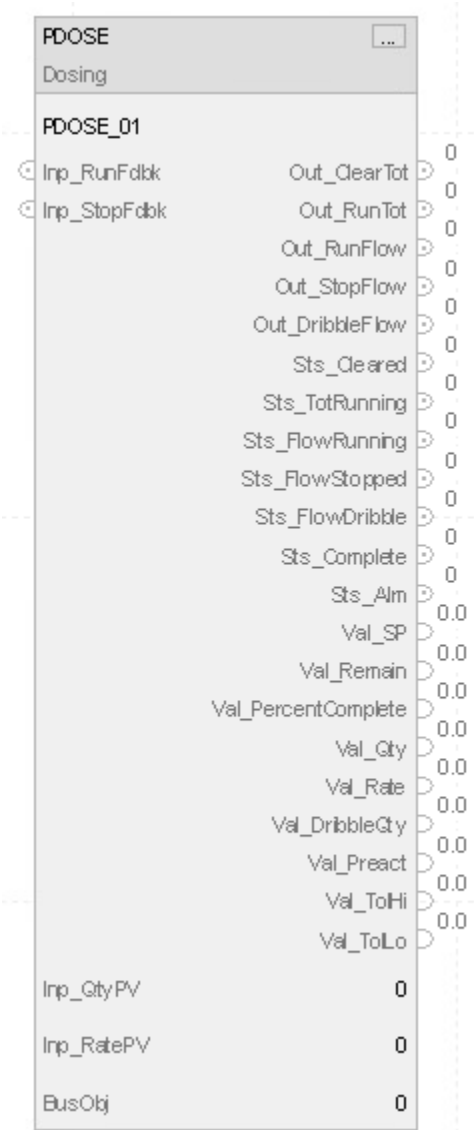 PDOSE ...
Dosing
PDOSE_01
0
Inp_RunFdbk Out_ClearTot
0
Inp_StopFdbk Out_RunTot
0
Out_RunFlow
0
Out_StopFlow
0
Out_DribbleFlow
0
Sts_Cleared
0
Sts_TotRunning
0
Sts_FlowRunning
0
Sts_FlowStopped
0
Sts_FlowDribble
0
Sts_Complete
0
Sts_Alm
0.0
Val_SP
0.0
Val_Remain
0.0
Val_PercentComplete
0.0
Val_Qty
0.0
Val_Rate
0.0
Val_DribbleQty
0.0
Val_Preact
0.0
Val_TolHi
0.0
Val_TolLo
Inp_QtyPV 0
Inp_RatePV 0
BusObj 0